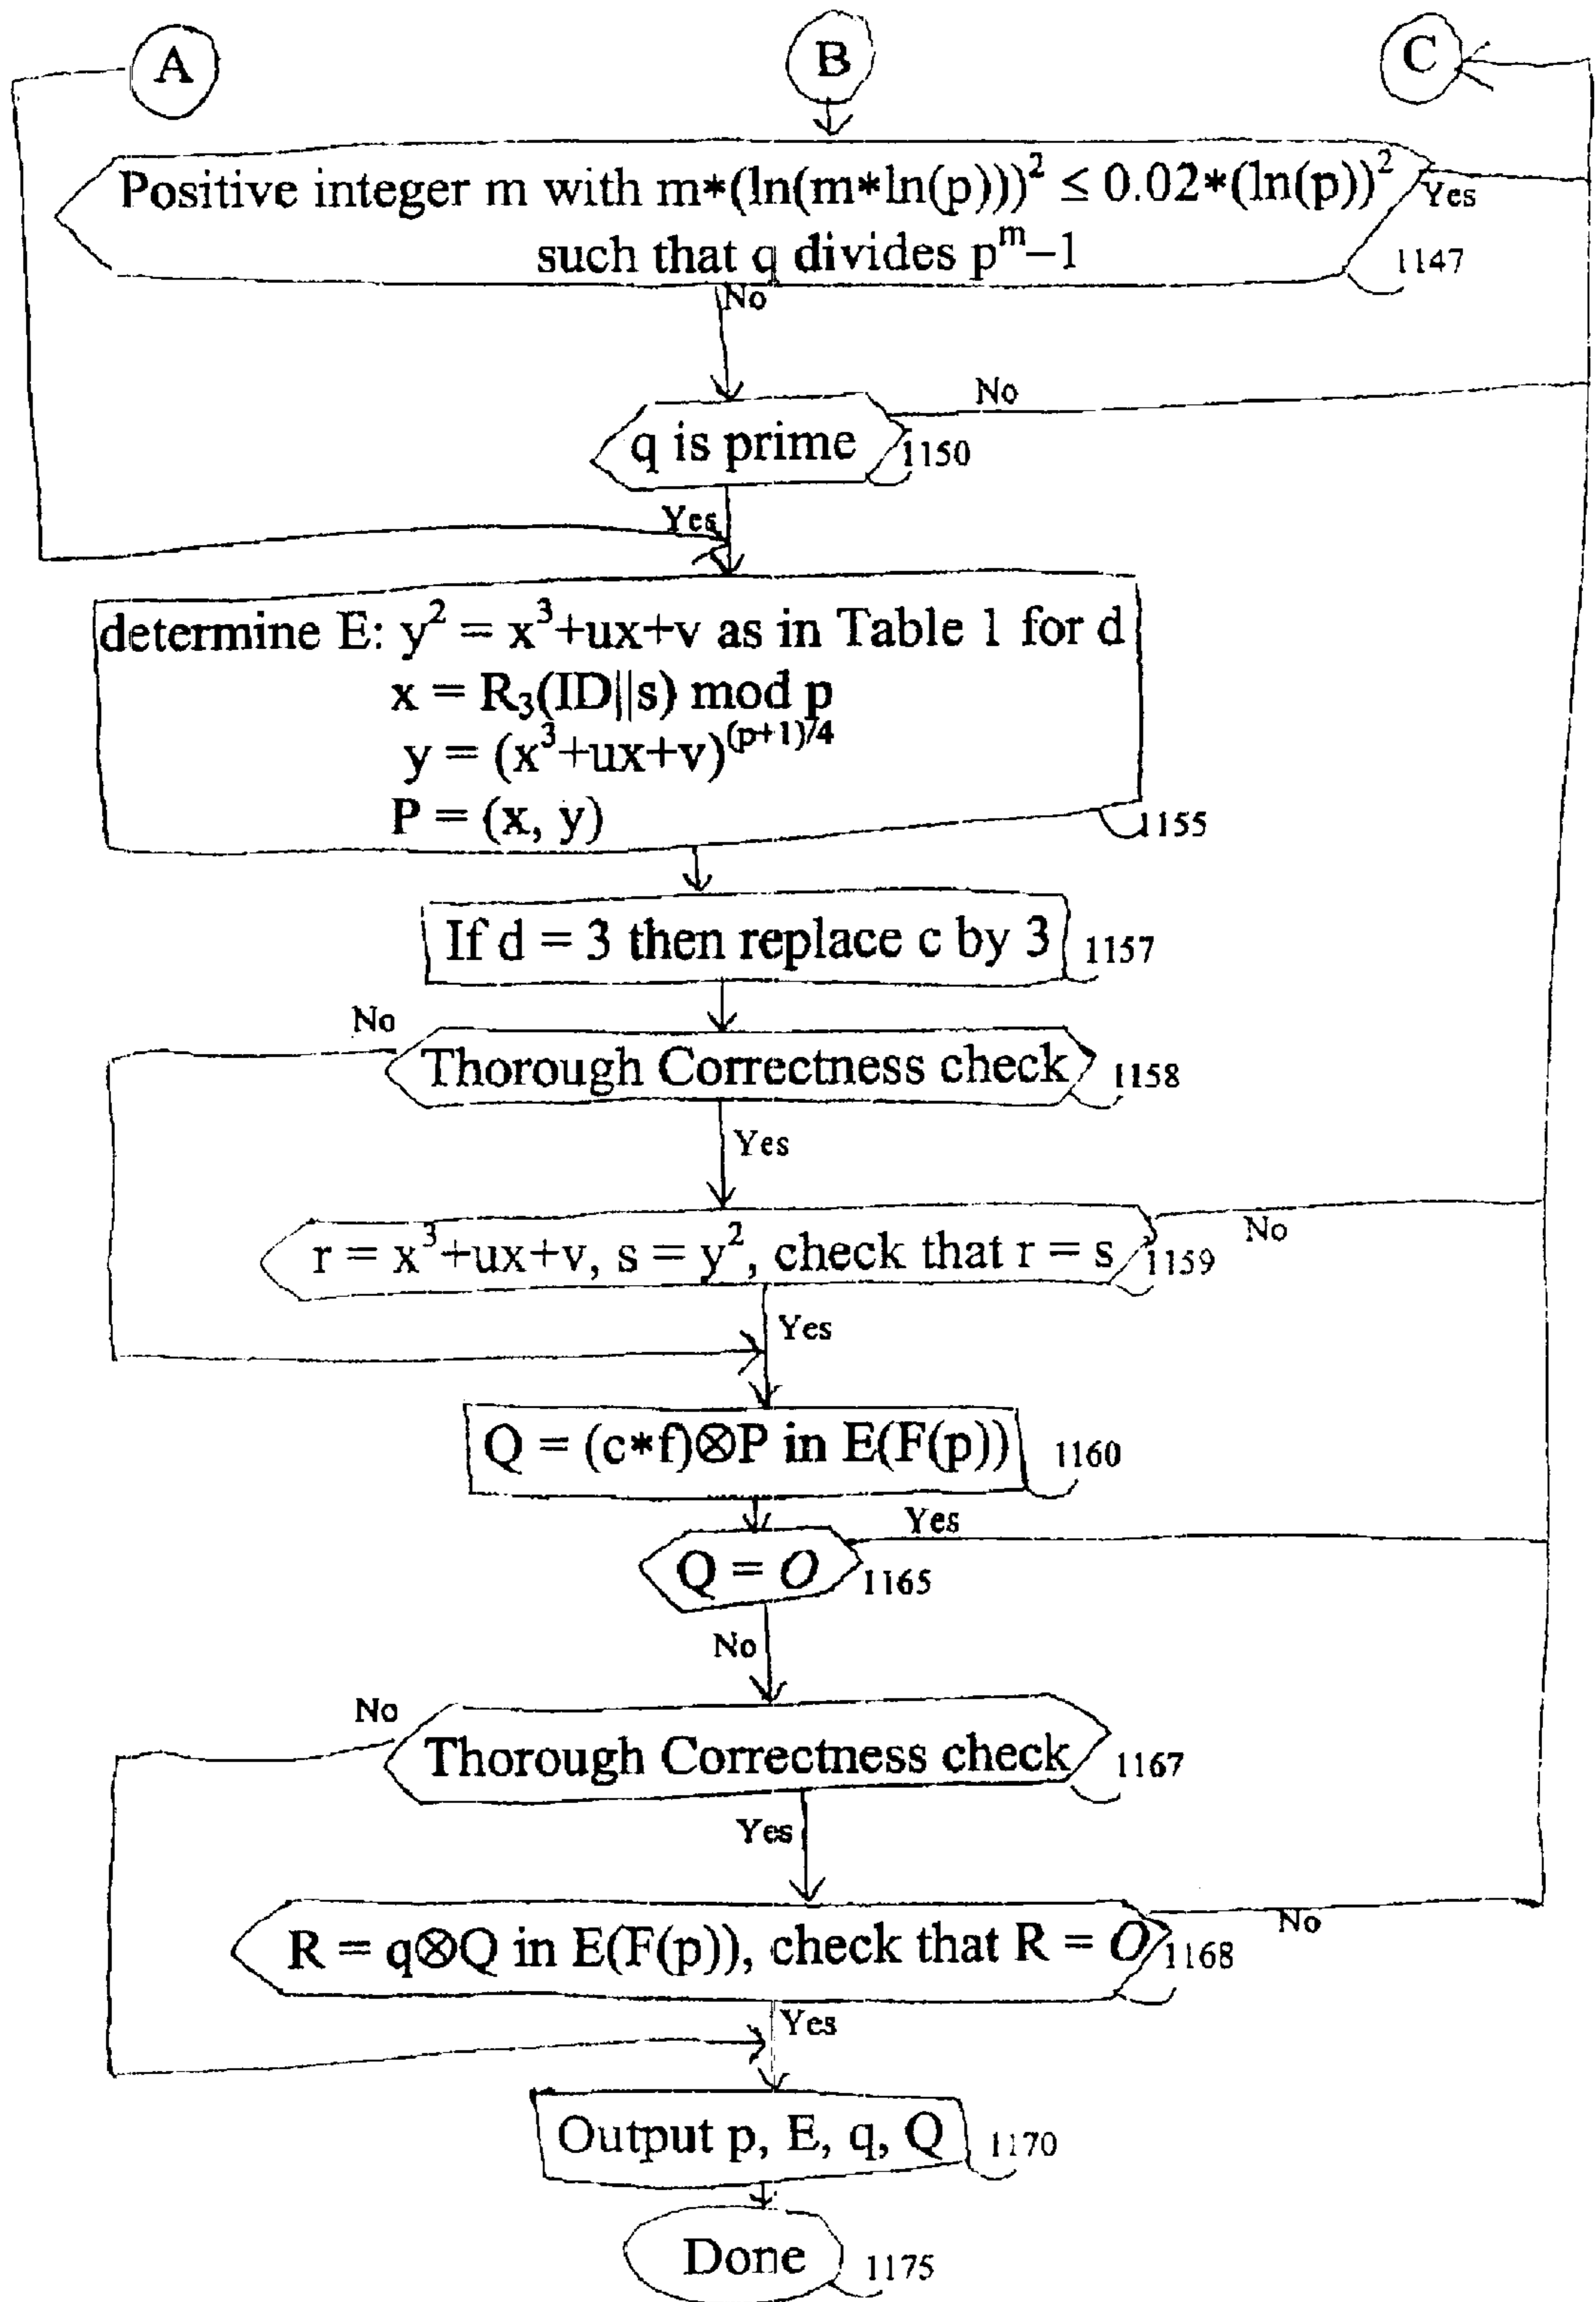 A
B
C
Positive integer m with m*(ln(m*ln(p)))² ≤ 0.02*(ln(p))²
Yes
such that q divides pᵐ–1
1147
No
No
q is prime
1150
Yes
determine E: y² = x³+ux+v as in Table 1 for d
x = R₃(ID||s) mod p
y = (x³+ux+v)^(p+1)/4
P = (x, y)
1155
If d = 3 then replace c by 3
1157
No
Thorough Correctness check
1158
Yes
No
r = x³+ux+v, s = y², check that r = s
1159
Yes
Q = (c*f)⊗P in E(F(p))
1160
Yes
Q = O
1165
No
No
Thorough Correctness check
1167
Yes
No
R = q⊗Q in E(F(p)), check that R = O
1168
Yes
Output p, E, q, Q
1170
Done
1175